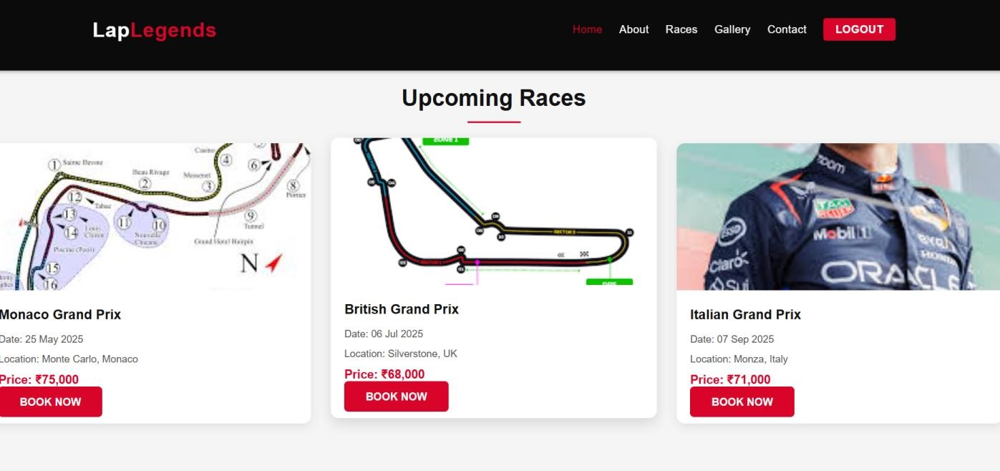 LapLegends
Home About Races Gallery Contact LOGOUT
Upcoming Races
Casino
1 Sainte Devote
4
6
Beau Rivage
2
Massenet
3
8
Portier
12
Tabac
13
11
10
9
Tunnel
14
Louis
Chiron
Nouvelle
Chicane
Grand Hotel Hairpin
Piscine (Pool)
15
16
N
ZONE 1
SECTOR 3
zoom
TAG
HEUER
Mobil 1
Esso
Claro
HONDA
ORACLE
Monaco Grand Prix
Date: 25 May 2025
Location: Monte Carlo, Monaco
Price: ₹75,000
BOOK NOW
British Grand Prix
Date: 06 Jul 2025
Location: Silverstone, UK
Price: ₹68,000
BOOK NOW
Italian Grand Prix
Date: 07 Sep 2025
Location: Monza, Italy
Price: ₹71,000
BOOK NOW